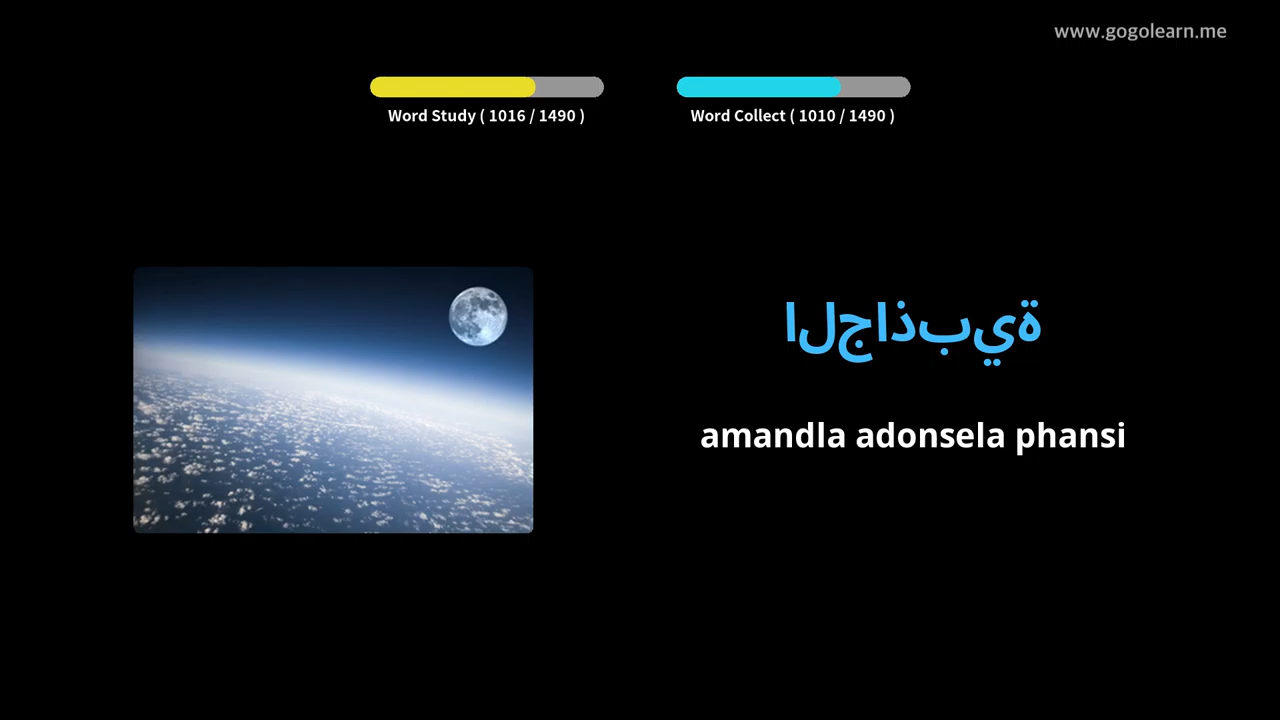 www.gogolearn.me
Word Study ( 1016 / 1490 )
Word Collect ( 1010 / 1490 )
الجاذبية
amandla adonsela phansi